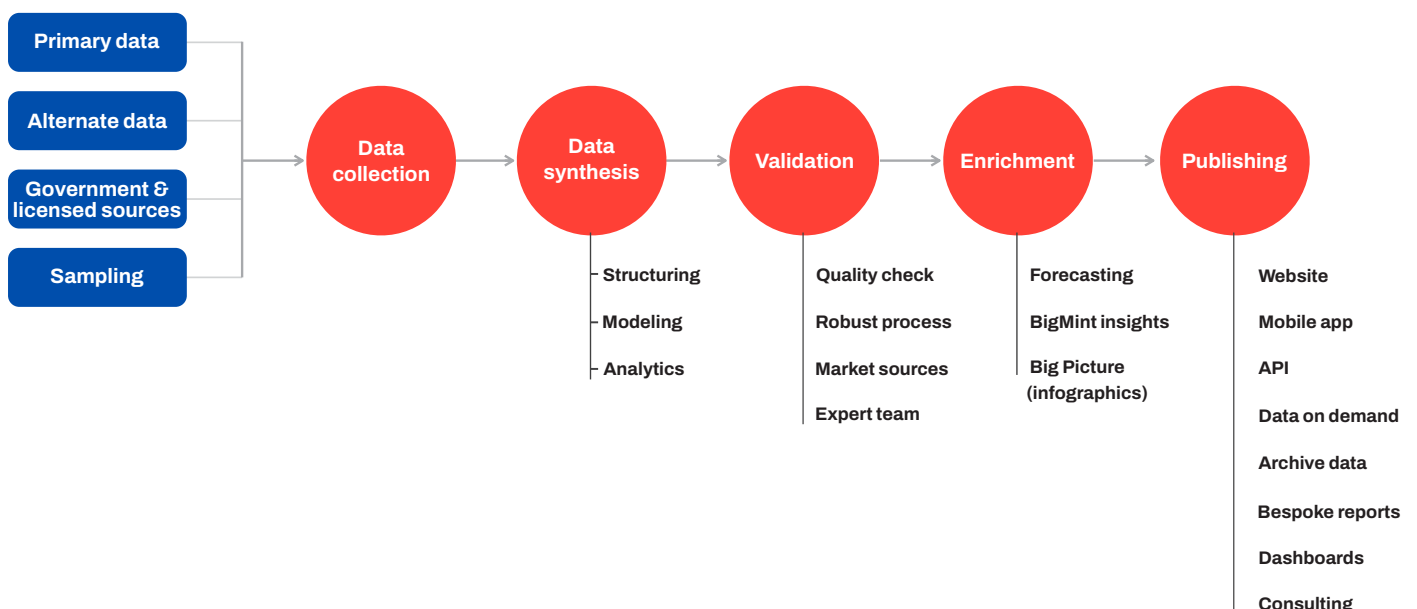 Primary data
Alternate data
Government &
licensed sources
Sampling
Data
collection
Data
synthesis
Validation
Enrichment
Publishing
Structuring
Modeling
Analytics
Quality check
Robust process
Market sources
Expert team
Forecasting
BigMint insights
Big Picture
(infographics)
Website
Mobile app
API
Data on demand
Archive data
Bespoke reports
Dashboards
Consulting